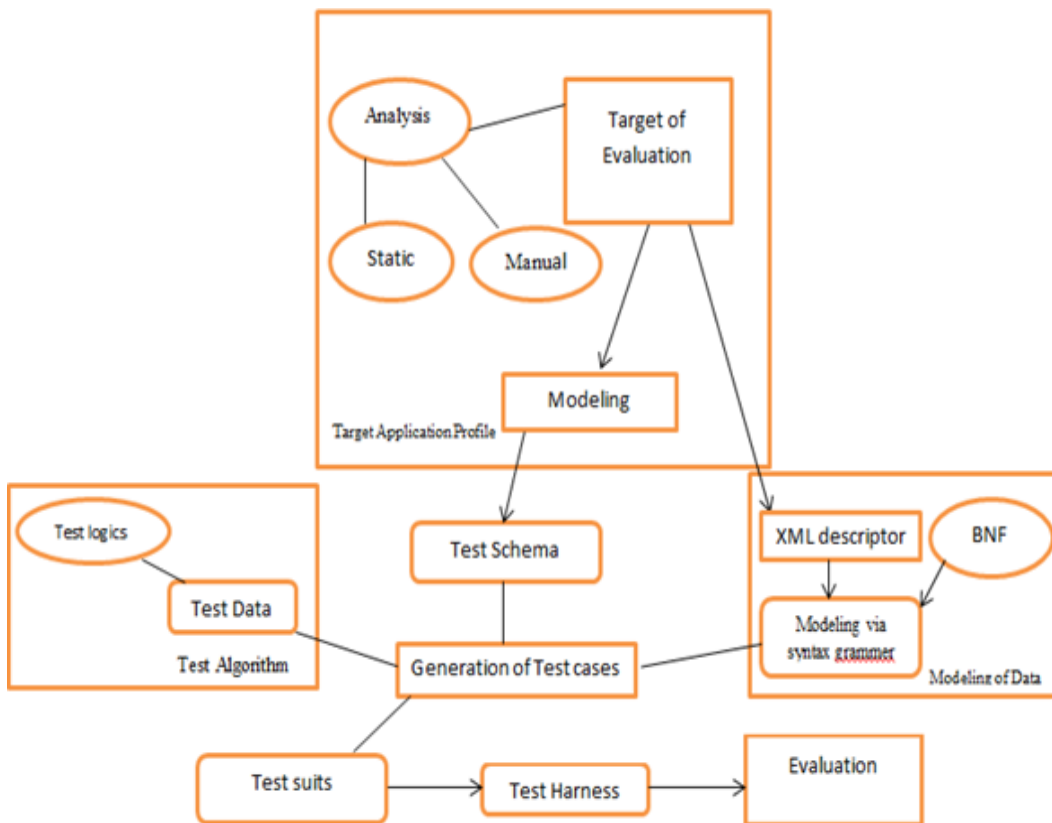 Analysis
Target of
Evaluation
Static
Manual
Modeling
Target Application Profile
Test logics
Test Schema
XML descriptor
BNF
Test Data
Modeling via
syntax grammer
Test Algorithm
Generation of Test cases
Modeling of Data
Test suits
Test Harness
Evaluation